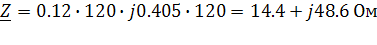 Z = 0.12 · 120 · j0.405 · 120 = 14.4 + j48.6 Ом